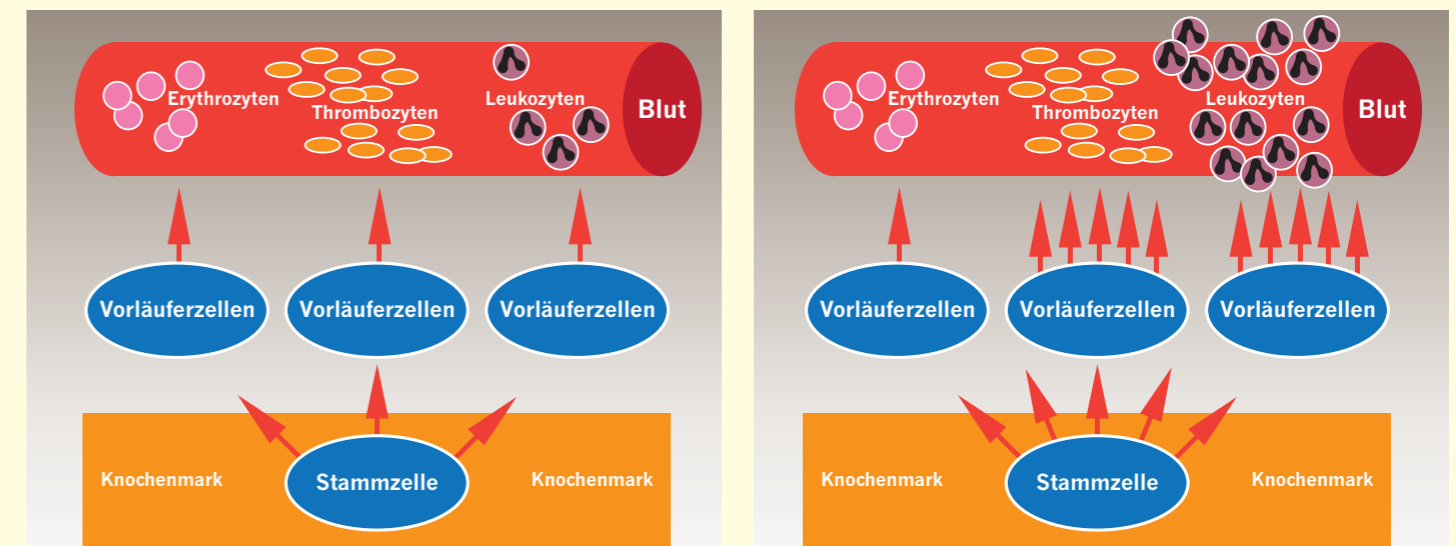 Erythrozyten
Thrombozyten
Leukozyten
Blut
Vorläuferzellen
Vorläuferzellen
Vorläuferzellen
Knochenmark
Stammzelle
Knochenmark
Erythrozyten
Thrombozyten
Leukozyten
Blut
Vorläuferzellen
Vorläuferzellen
Vorläuferzellen
Knochenmark
Stammzelle
Knochenmark